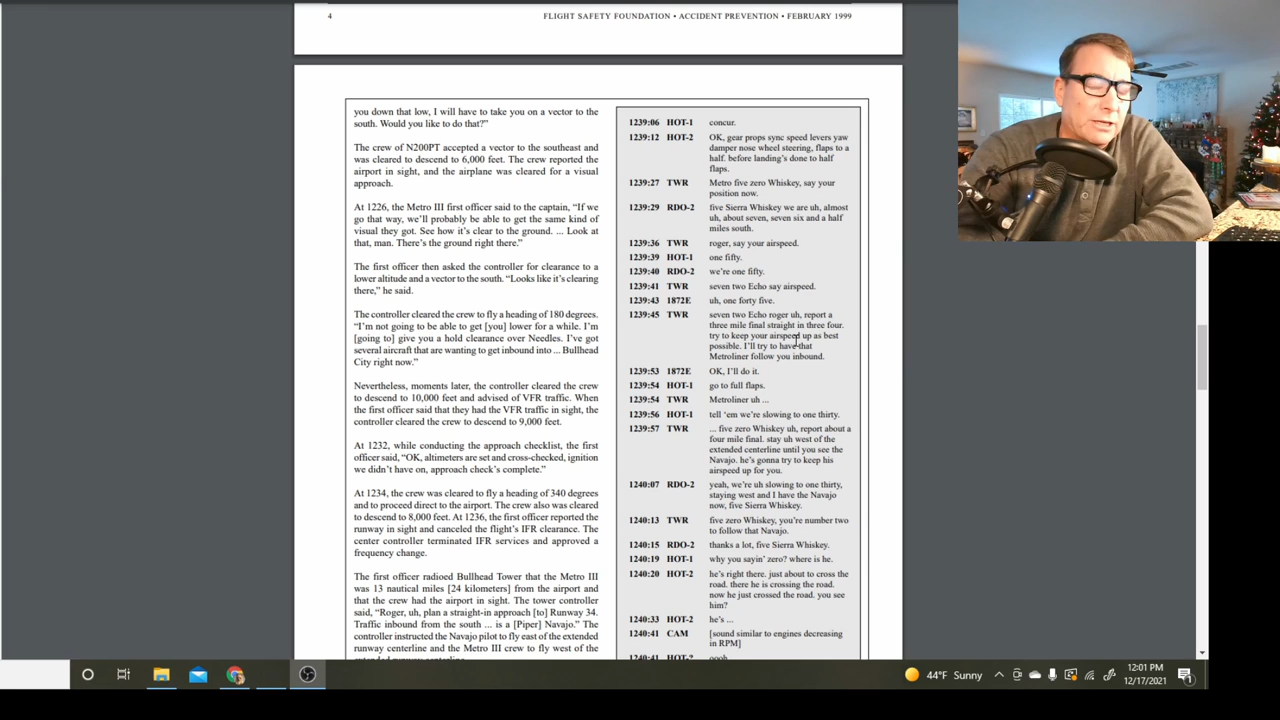 4
FLIGHT SAFETY FOUNDATION • ACCIDENT PREVENTION • FEBRUARY 1999
you down that low, I will have to take you on a vector to the
south. Would you like to do that?”
The crew of N200PT accepted a vector to the southeast and
was cleared to descend to 6,000 feet. The crew reported the
airport in sight, and the airplane was cleared for a visual
approach.
At 1226, the Metro III first officer said to the captain, “If we
go that way, we’ll probably be able to get the same kind of
visual they got. See how it’s clear to the ground. ... Look at
that, man. There’s the ground right there.”
The first officer then asked the controller for clearance to a
lower altitude and a vector to the south. “Looks like it’s clearing
there,” he said.
The controller cleared the crew to fly a heading of 180 degrees.
“I’m not going to be able to get [you] lower for a while. I’m
[going to] give you a hold clearance over Needles. I’ve got
several aircraft that are wanting to get inbound into ... Bullhead
City right now.”
Nevertheless, moments later, the controller cleared the crew
to descend to 10,000 feet and advised of VFR traffic. When
the first officer said that they had the VFR traffic in sight, the
controller cleared the crew to descend to 9,000 feet.
At 1232, while conducting the approach checklist, the first
officer said, “OK, altimeters are set and cross-checked, ignition
we didn’t have on, approach check’s complete.”
At 1234, the crew was cleared to fly a heading of 340 degrees
and to proceed direct to the airport. The crew also was cleared
to descend to 8,000 feet. At 1236, the first officer reported the
runway in sight and canceled the flight’s IFR clearance. The
center controller terminated IFR services and approved a
frequency change.
The first officer radioed Bullhead Tower that the Metro III
was 13 nautical miles [24 kilometers] from the airport and
that the crew had the airport in sight. The tower controller
said, “Roger, uh, plan a straight-in approach [to] Runway 34.
Traffic inbound from the south ... is a [Piper] Navajo.” The
controller instructed the Navajo pilot to fly east of the extended
runway centerline and the Metro III crew to fly west of the
extended runway centerline.
1239:06 HOT-1 concur.
1239:12 HOT-2 OK, gear props sync speed levers yaw
damper nose wheel steering, flaps to a
half. before landing’s done to half
flaps.
1239:27 TWR Metro five zero Whiskey, say your
position now.
1239:29 RDO-2 five Sierra Whiskey we are uh, almost
uh, about seven, seven six and a half
miles south.
1239:36 TWR roger, say your airspeed.
1239:39 HOT-1 one fifty.
1239:40 RDO-2 we’re one fifty.
1239:41 TWR seven two Echo say airspeed.
1239:43 1872E uh, one forty five.
1239:45 TWR seven two Echo roger uh, report a
three mile final straight in three four.
try to keep your airspeed up as best
possible. I’ll try to have that
Metroliner follow you inbound.
1239:53 1872E OK, I’ll do it.
1239:54 HOT-1 go to full flaps.
1239:54 TWR Metroliner uh ...
1239:56 HOT-1 tell ‘em we’re slowing to one thirty.
1239:57 TWR ... five zero Whiskey uh, report about a
four mile final. stay uh west of the
extended centerline until you see the
Navajo. he’s gonna try to keep his
airspeed up for you.
1240:07 RDO-2 yeah, we’re uh slowing to one thirty,
staying west and I have the Navajo
now, five Sierra Whiskey.
1240:13 TWR five zero Whiskey, you’re number two
to follow that Navajo.
1240:15 RDO-2 thanks a lot, five Sierra Whiskey.
1240:19 HOT-1 why you sayin’ zero? where is he.
1240:20 HOT-2 he’s right there. just about to cross the
road. there he is crossing the road.
now he just crossed the road. you see
him?
1240:33 HOT-2 he’s ...
1240:41 CAM [sound similar to engines decreasing
in RPM]
1240:41 HOT-2 oooh
44°F Sunny
12:01 PM
12/17/2021